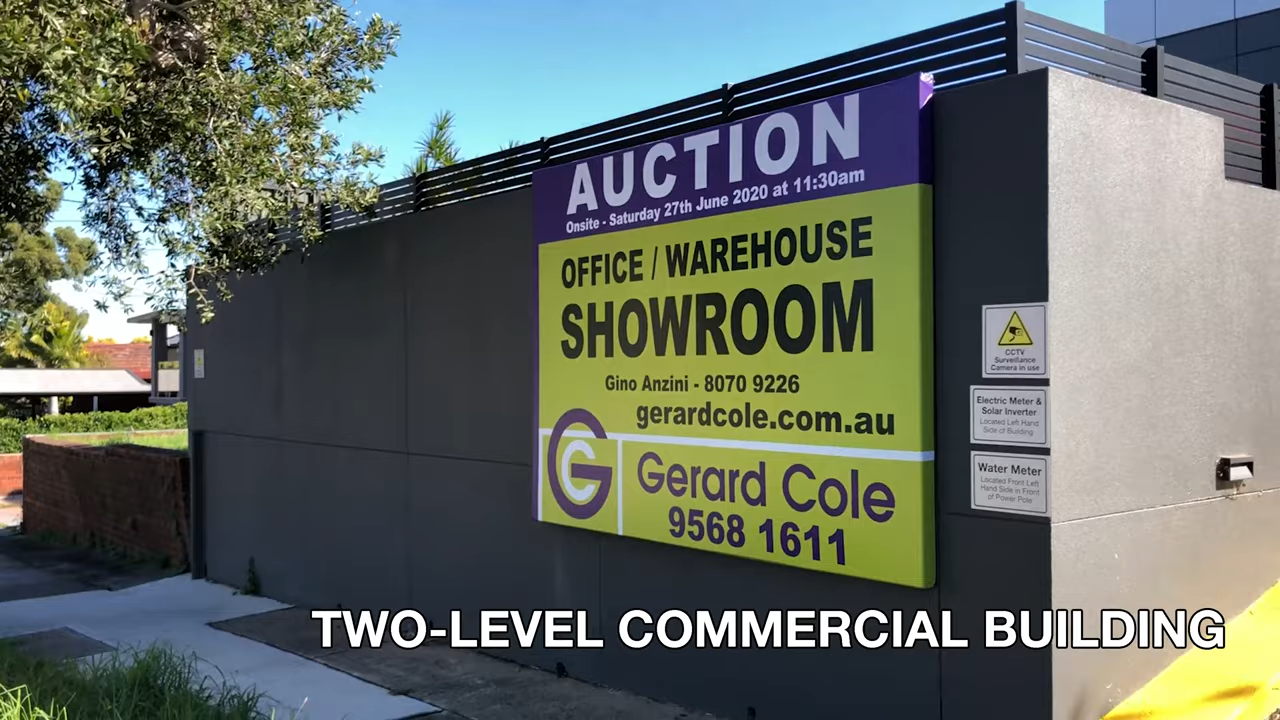 AUCTION
Onsite - Saturday 27th June 2020 at 11:30am
OFFICE / WAREHOUSE
SHOWROOM
Gino Anzini - 8070 9226
gerardcole.com.au
GC
Gerard Cole
9568 1611
CCTV
Surveillance
Camera in use
Electric Meter &
Solar Inverter
Located Left Hand
Side of Building
Water Meter
Located Front Left
Hand Side in Front
of Power Pole
TWO-LEVEL COMMERCIAL BUILDING